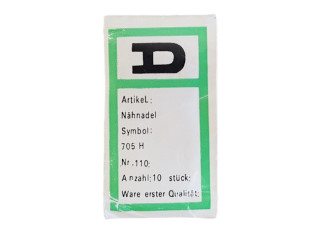 D
ArtikeL;
Nähnadel
Symbol:
705 H
Nr.110;
Anzahl;10 stück;
Ware erster Qualität;